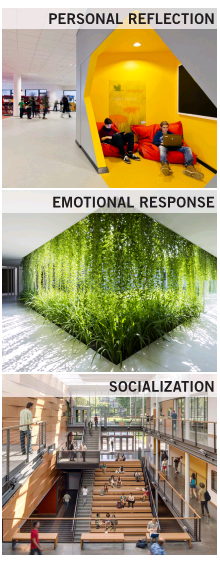 PERSONAL REFLECTION
EMOTIONAL RESPONSE
SOCIALIZATION